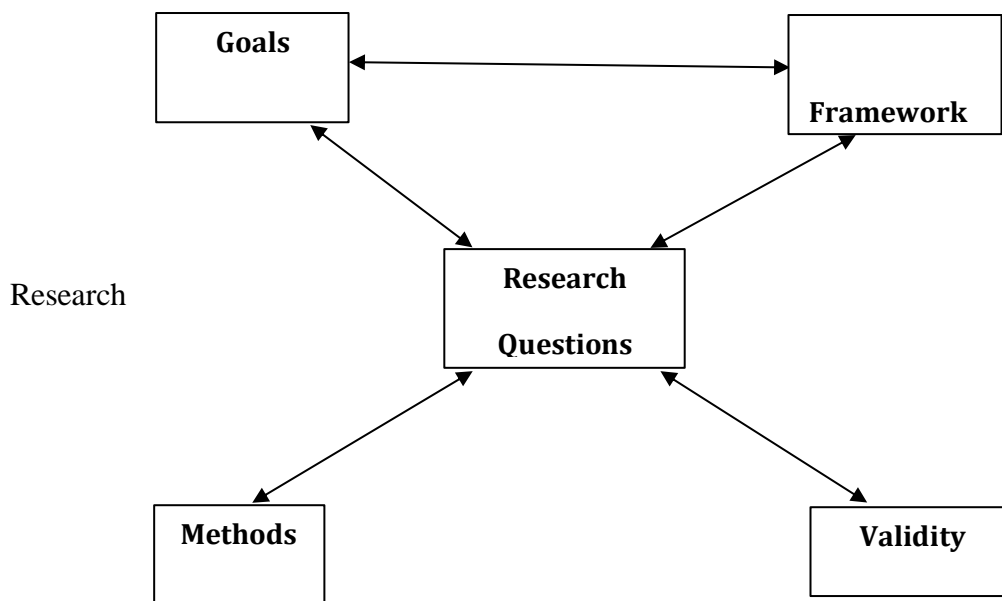 Goals
Framework
Research
Research
Questions
Methods
Validity